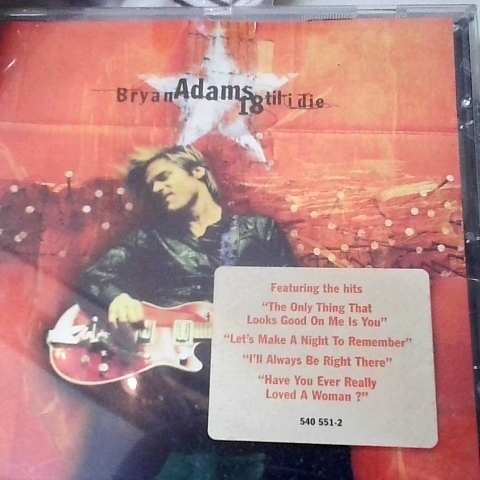 Bryan Adams 18 til i die
Featuring the hits
"The Only Thing That
Looks Good On Me Is You"
"Let's Make A Night To Remember"
"I'll Always Be Right There"
"Have You Ever Really
Loved A Woman ?"
540 551-2